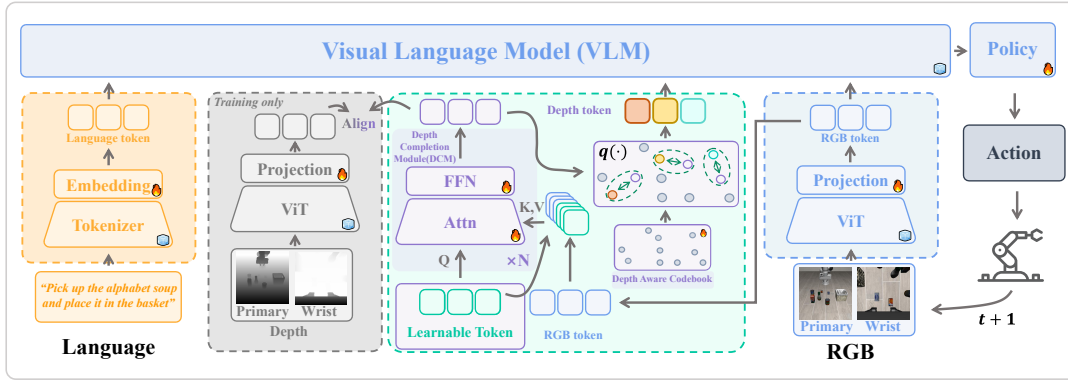 Visual Language Model (VLM)
Policy
Language token
Embedding
Tokenizer
“Pick up the alphabet soup
and place it in the basket”
Language
Training only
Align
Projection
ViT
Primary
Wrist
Depth
Depth
Completion
Module(DCM)
FFN
Attn
K,V
Q
×N
Learnable Token
RGB token
Depth token
q(·)
Depth Aware Codebook
RGB token
Projection
ViT
Primary
Wrist
RGB
Action
t + 1